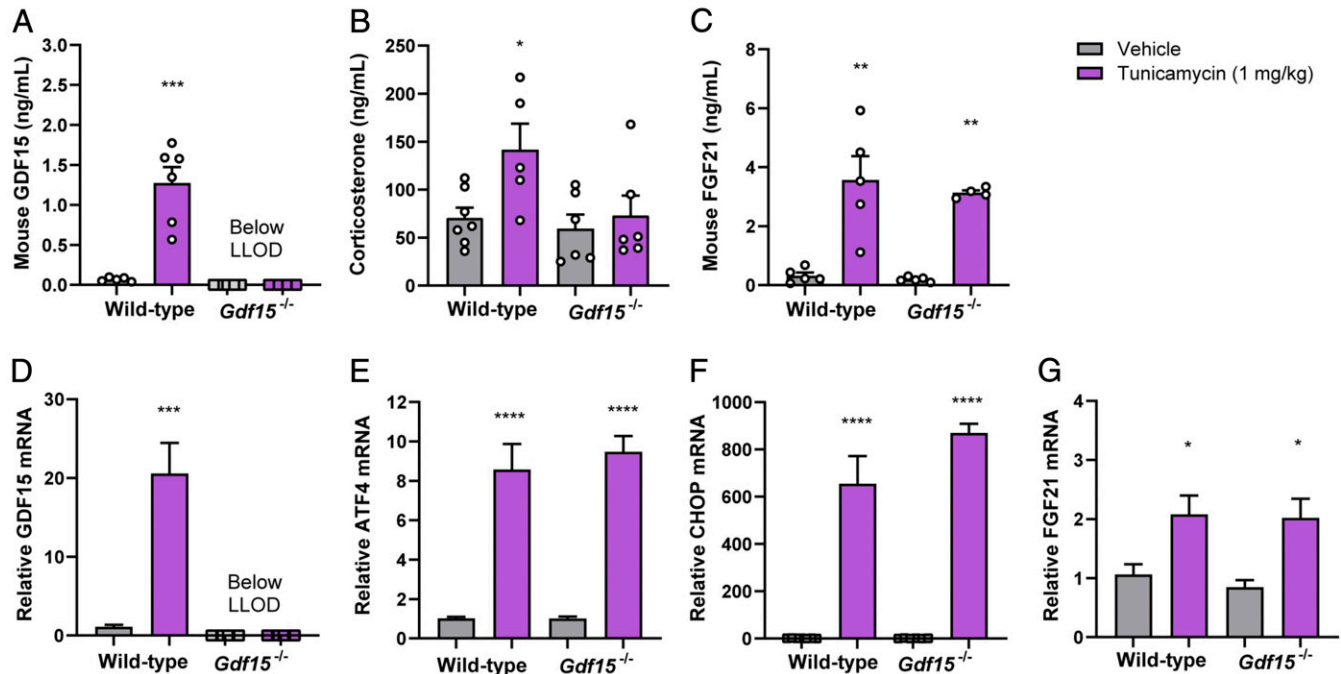 A
Mouse GDF15 (ng/mL)
3.0
2.5
2.0
1.5
1.0
0.5
0.0
***
Below
LLOD
Wild-type
Gdf15 -/-
B
Corticosterone (ng/mL)
250
200
150
100
50
0
*
Wild-type
Gdf15 -/-
C
Mouse FGF21 (ng/mL)
8
6
4
2
0
**
**
Wild-type
Gdf15 -/-
Vehicle
Tunicamycin (1 mg/kg)
D
Relative GDF15 mRNA
30
20
10
0
***
Below
LLOD
Wild-type
Gdf15 -/-
E
Relative ATF4 mRNA
12
10
8
6
4
2
0
****
****
Wild-type
Gdf15 -/-
F
Relative CHOP mRNA
1000
800
600
400
200
0
****
****
Wild-type
Gdf15 -/-
G
Relative FGF21 mRNA
4
3
2
1
0
*
*
Wild-type
Gdf15 -/-